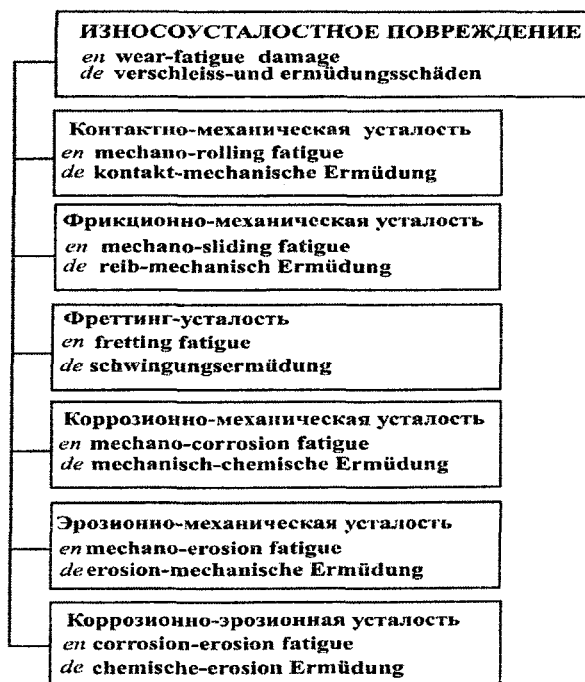 ИЗНОСОУСТАЛОСТНОЕ ПОВРЕЖДЕНИЕ
en wear-fatigue damage
de verschleiss-und ermüdungsschäden
Контактно-механическая усталость
en mechano-rolling fatigue
de kontakt-mechanische Ermüdung
Фрикционно-механическая усталость
en mechano-sliding fatigue
de reib-mechanisch Ermüdung
Фреттинг-усталость
en fretting fatigue
de schwingungsermüdung
Коррозионно-механическая усталость
en mechano-corrosion fatigue
de mechanisch-chemische Ermüdung
Эрозионно-механическая усталость
en mechano-erosion fatigue
de erosion-mechanische Ermüdung
Коррозионно-эрозионная усталость
en corrosion-erosion fatigue
de chemische-erosion Ermüdung